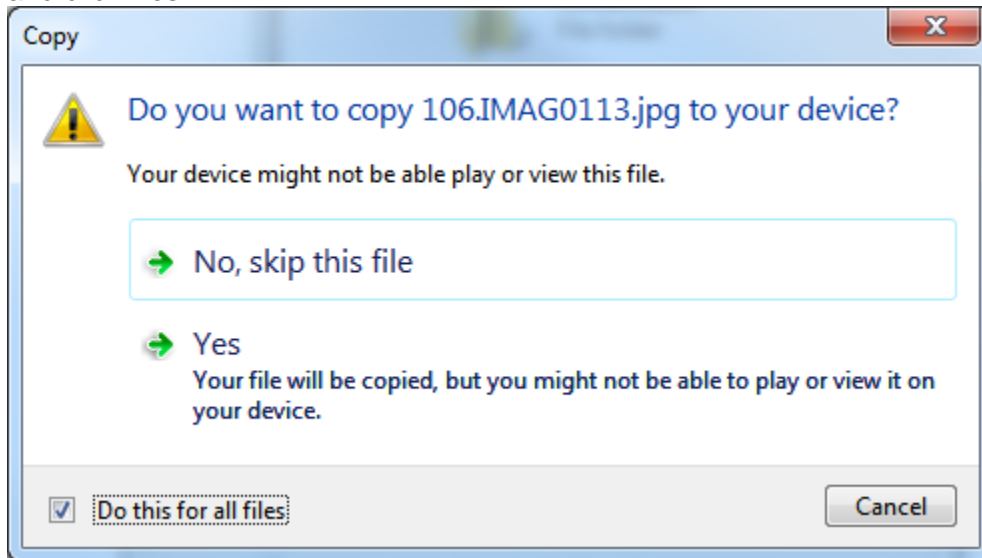 Copy
Do you want to copy 106.IMAG0113.jpg to your device?
Your device might not be able play or view this file.
No, skip this file
Yes
Your file will be copied, but you might not be able to play or view it on
your device.
Do this for all files
Cancel